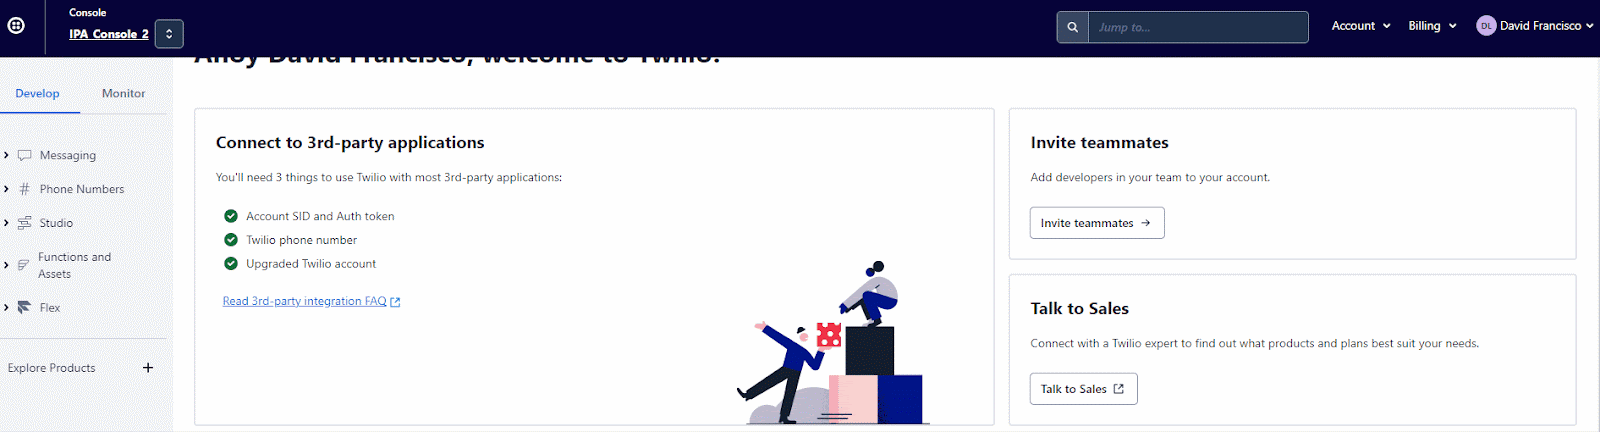 Console
IPA Console 2
Jump to...
Account
Billing
DL
David Francisco
Ahoy David Francisco, welcome to Twilio!
Develop
Monitor
Messaging
Phone Numbers
Studio
Functions and
Assets
Flex
Explore Products
Connect to 3rd-party applications
You'll need 3 things to use Twilio with most 3rd-party applications:
Account SID and Auth token
Twilio phone number
Upgraded Twilio account
Read 3rd-party integration FAQ
Invite teammates
Add developers in your team to your account.
Invite teammates
Talk to Sales
Connect with a Twilio expert to find out what products and plans best suit your needs.
Talk to Sales